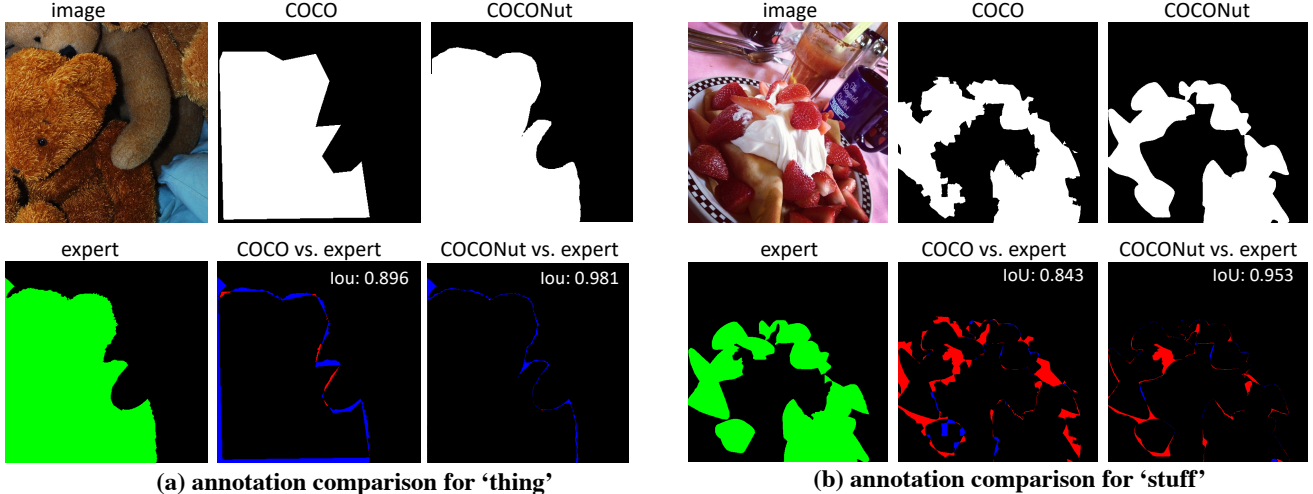 image COCO COCONut
expert COCO vs. expert COCONut vs. expert
Iou: 0.896 Iou: 0.981
(a) annotation comparison for ‘thing’
image COCO COCONut
expert COCO vs. expert COCONut vs. expert
IoU: 0.843 IoU: 0.953
(b) annotation comparison for ‘stuff’